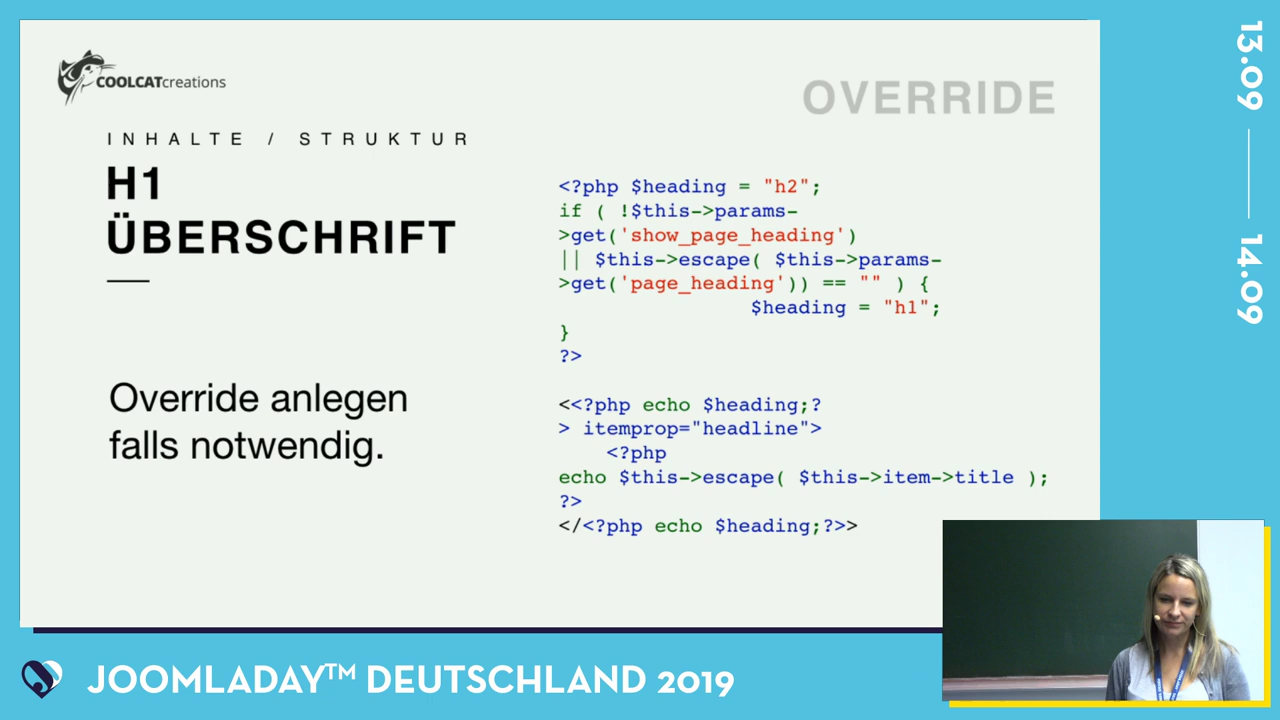 COOLCATcreations
OVERRIDE
INHALTE / STRUKTUR
H1
ÜBERSCHRIFT
Override anlegen
falls notwendig.
<?php $heading = "h2";
if ( !$this->params-
>get('show_page_heading')
|| $this->escape( $this->params-
>get('page_heading')) == "" ) {
$heading = "h1";
}
?>
<<?php echo $heading;?
> itemprop="headline">
<?php
echo $this->escape( $this->item->title );
?>
</<?php echo $heading;?>>
13.09
14.09
JOOMLADAY™ DEUTSCHLAND 2019